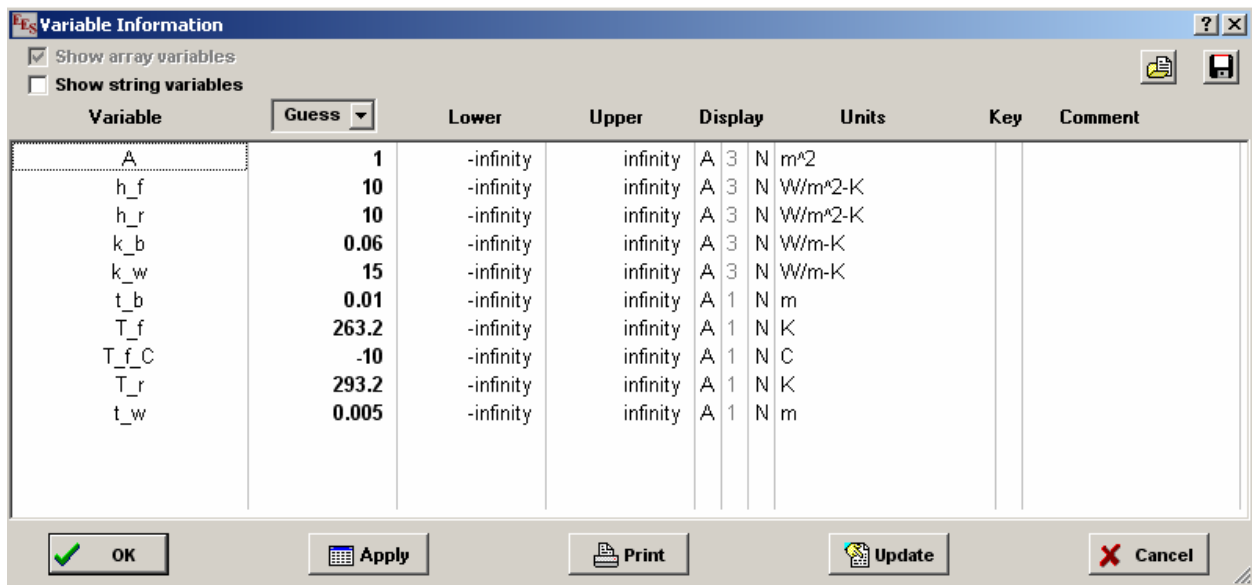 EES Variable Information ? X
Show array variables
Show string variables
Variable Guess Lower Upper Display Units Key Comment
A 1 -infinity infinity A 3 N m^2
h_f 10 -infinity infinity A 3 N W/m^2-K
h_r 10 -infinity infinity A 3 N W/m^2-K
k_b 0.06 -infinity infinity A 3 N W/m-K
k_w 15 -infinity infinity A 3 N W/m-K
t_b 0.01 -infinity infinity A 1 N m
T_f 263.2 -infinity infinity A 1 N K
T_f_C -10 -infinity infinity A 1 N C
T_r 293.2 -infinity infinity A 1 N K
t_w 0.005 -infinity infinity A 1 N m
OK Apply Print Update Cancel